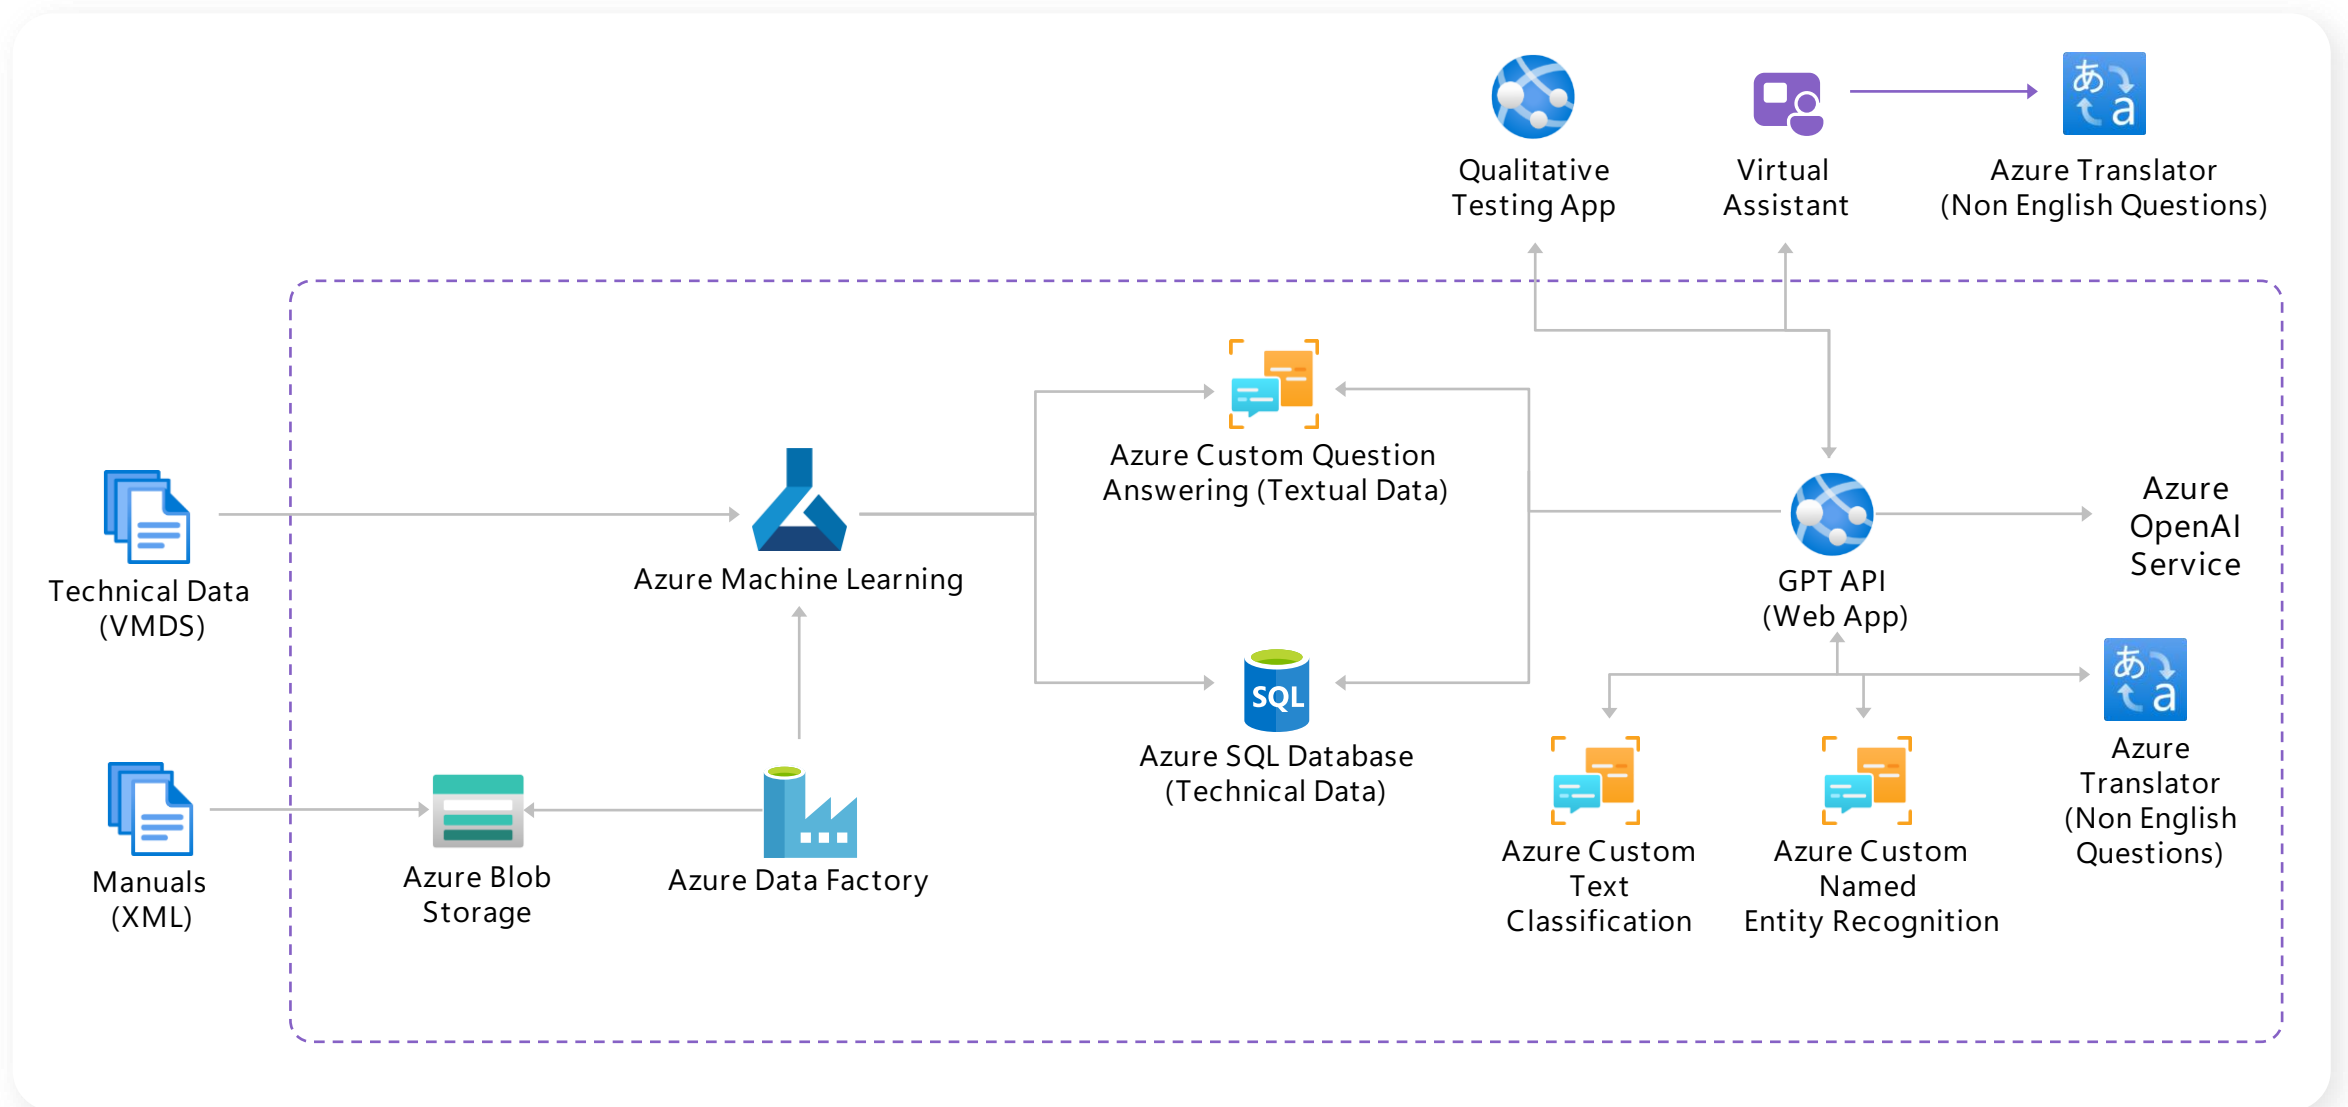 Qualitative
Testing App
Virtual
Assistant
あ
a
Azure Translator
(Non English Questions)
Azure Custom Question
Answering (Textual Data)
Technical Data
(VMDS)
Azure Machine Learning
GPT API
(Web App)
Azure
OpenAI
Service
SQL
Azure SQL Database
(Technical Data)
あ
a
Azure
Translator
(Non English
Questions)
Manuals
(XML)
Azure Blob
Storage
Azure Data Factory
Azure Custom
Text
Classification
Azure Custom
Named
Entity Recognition